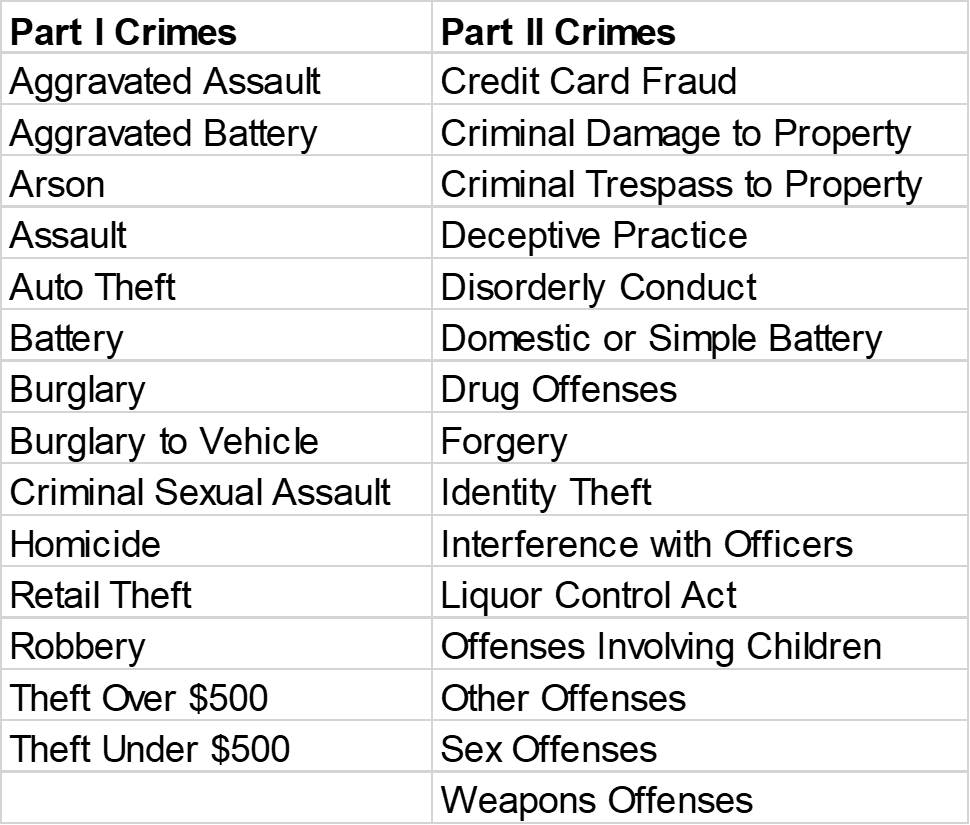 Part I Crimes Part II Crimes
Aggravated Assault Credit Card Fraud
Aggravated Battery Criminal Damage to Property
Arson Criminal Trespass to Property
Assault Deceptive Practice
Auto Theft Disorderly Conduct
Battery Domestic or Simple Battery
Burglary Drug Offenses
Burglary to Vehicle Forgery
Criminal Sexual Assault Identity Theft
Homicide Interference with Officers
Retail Theft Liquor Control Act
Robbery Offenses Involving Children
Theft Over $500 Other Offenses
Theft Under $500 Sex Offenses
Weapons Offenses